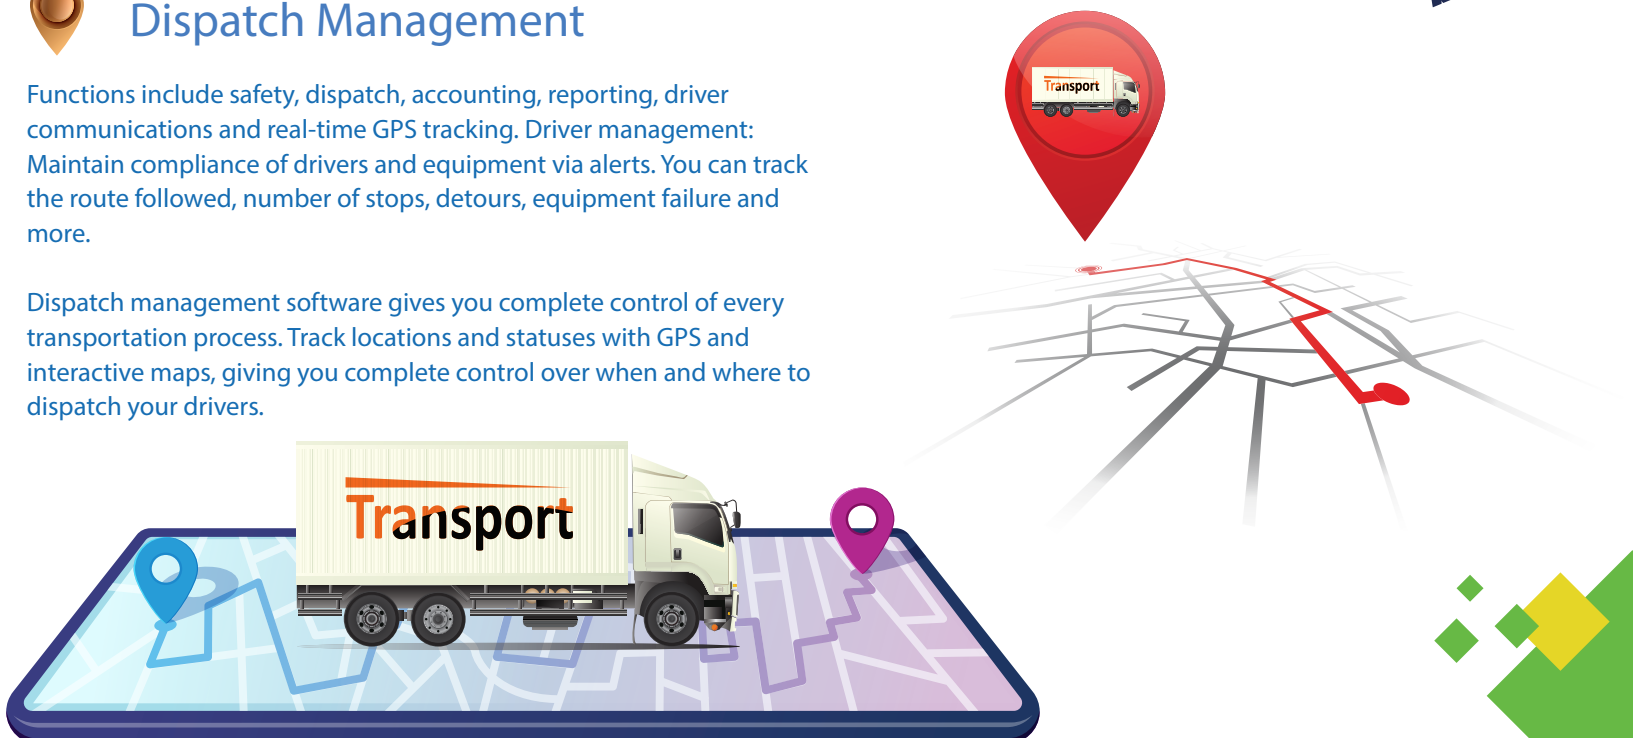 Dispatch Management
Functions include safety, dispatch, accounting, reporting, driver
communications and real-time GPS tracking. Driver management:
Maintain compliance of drivers and equipment via alerts. You can track
the route followed, number of stops, detours, equipment failure and
more.
Dispatch management software gives you complete control of every
transportation process. Track locations and statuses with GPS and
interactive maps, giving you complete control over when and where to
dispatch your drivers.
Transport
Transport